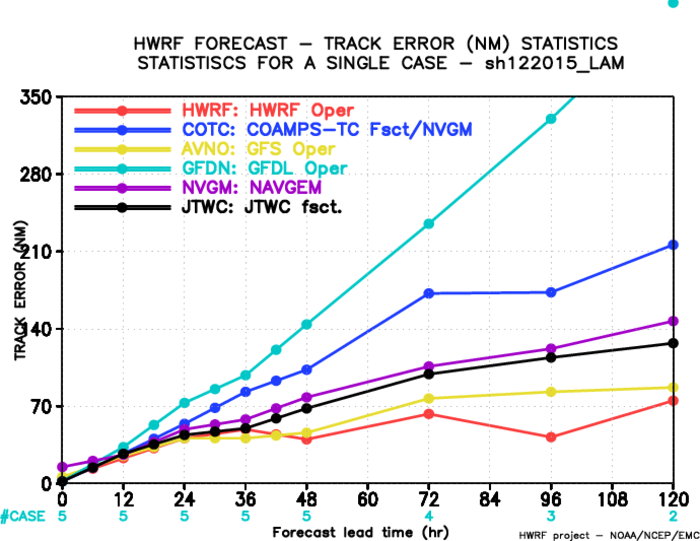 HWRF FORECAST – TRACK ERROR (NM) STATISTICS
STATISTISCS FOR A SINGLE CASE – sh122015_LAM
350
280
210
140
70
0
TRACK ERROR (NM)
HWRF: HWRF Oper
COTC: COAMPS–TC Fsct/NVGM
AVNO: GFS Oper
GFDN: GFDL Oper
NVGM: NAVGEM
JTWC: JTWC fsct.
0 12 24 36 48 60 72 84 96 108 120
#CASE 5 5 5 5 5 4 3 2
Forecast lead time (hr)
HWRF project – NOAA/NCEP/EMC